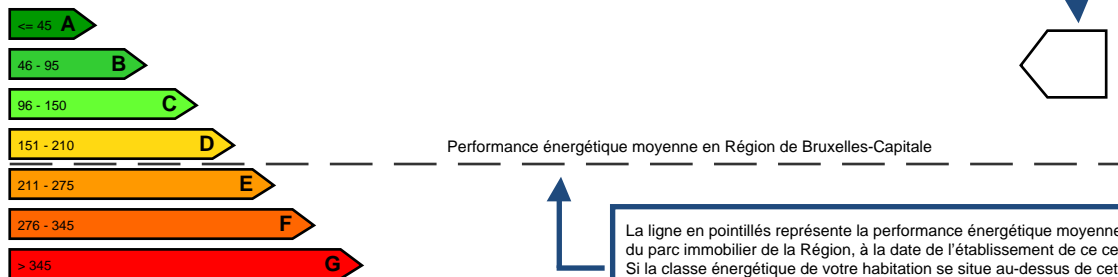 <= 45 A
46 - 95 B
96 - 150 C
151 - 210 D
Performance énergétique moyenne en Région de Bruxelles-Capitale
211 - 275 E
276 - 345 F
> 345 G
La ligne en pointillés représente la performance énergétique moyenne
du parc immobilier de la Région, à la date de l'établissement de ce
Si la classe énergétique de votre habitation se situe au-dessus de